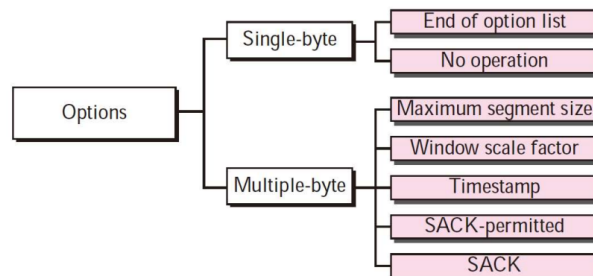 End of option list
Single-byte
No operation
Options
Maximum segment size
Window scale factor
Multiple-byte
Timestamp
SACK-permitted
SACK